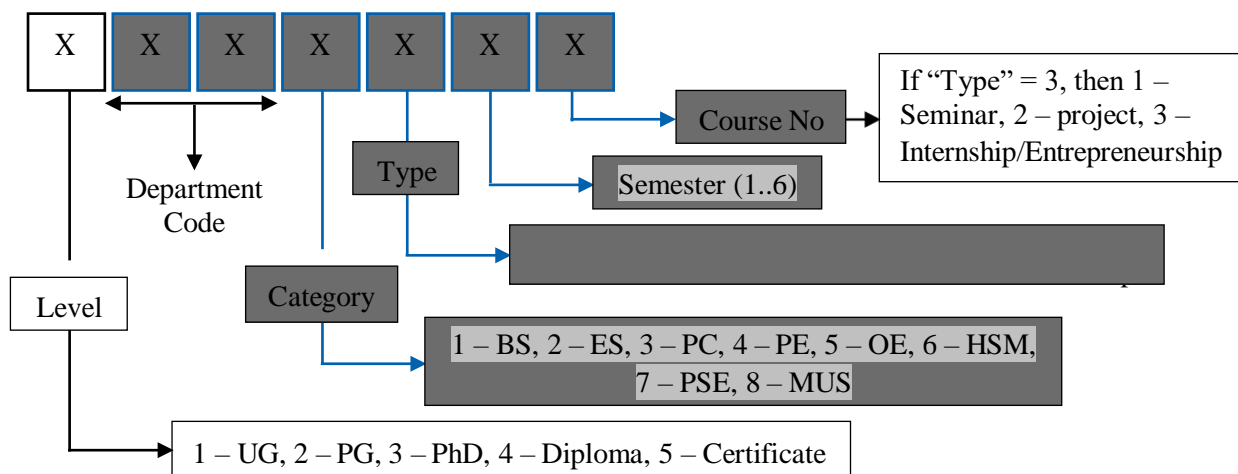 X X X X X X X
If “Type” = 3, then 1 –
Seminar, 2 – project, 3 –
Internship/Entrepreneurship
Course No
Type
Semester (1..6)
Department
Code
Category
Level
1 – BS, 2 – ES, 3 – PC, 4 – PE, 5 – OE, 6 – HSM,
7 – PSE, 8 – MUS
1 – UG, 2 – PG, 3 – PhD, 4 – Diploma, 5 – Certificate